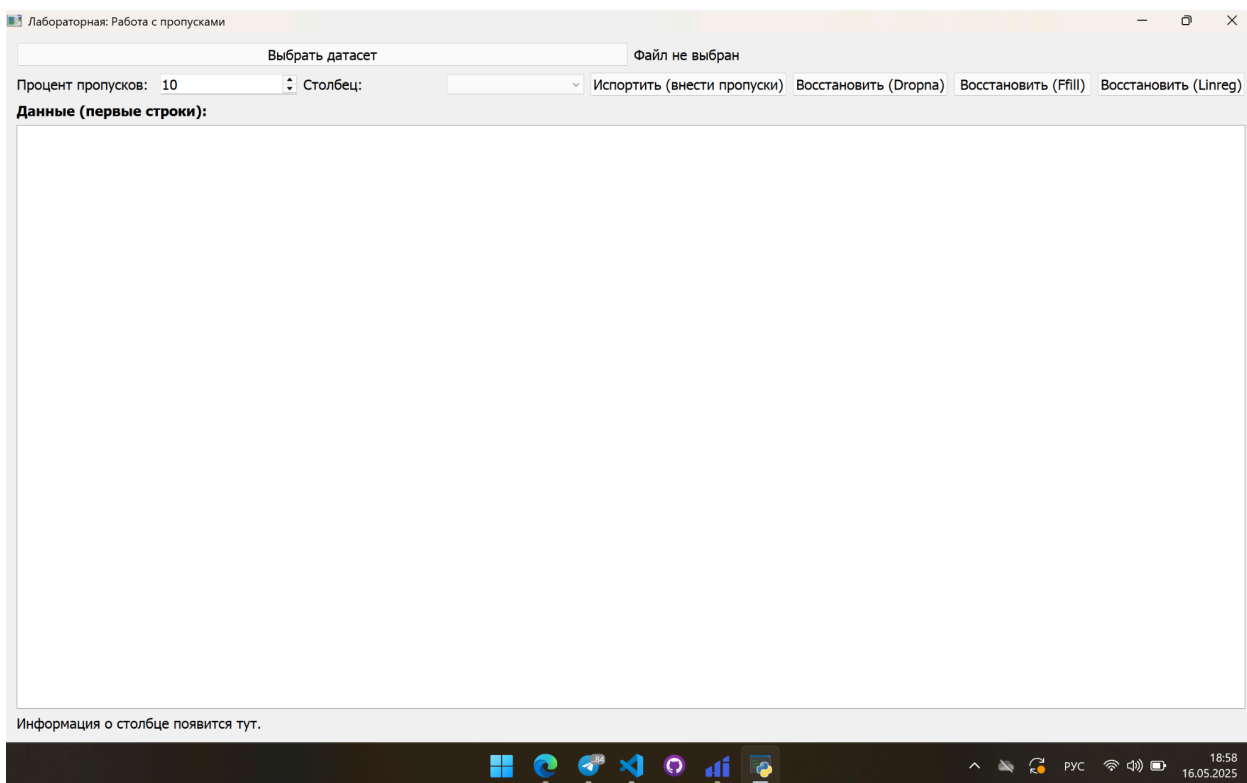 Лабораторная: Работа с пропусками
Выбрать датасет Файл не выбран
Процент пропусков: 10 Столбец: Испортить (внести пропуски) Восстановить (Dropna) Восстановить (Ffill) Восстановить (Linreg)
Данные (первые строки):
Информация о столбце появится тут.
84
РУС
18:58
16.05.2025